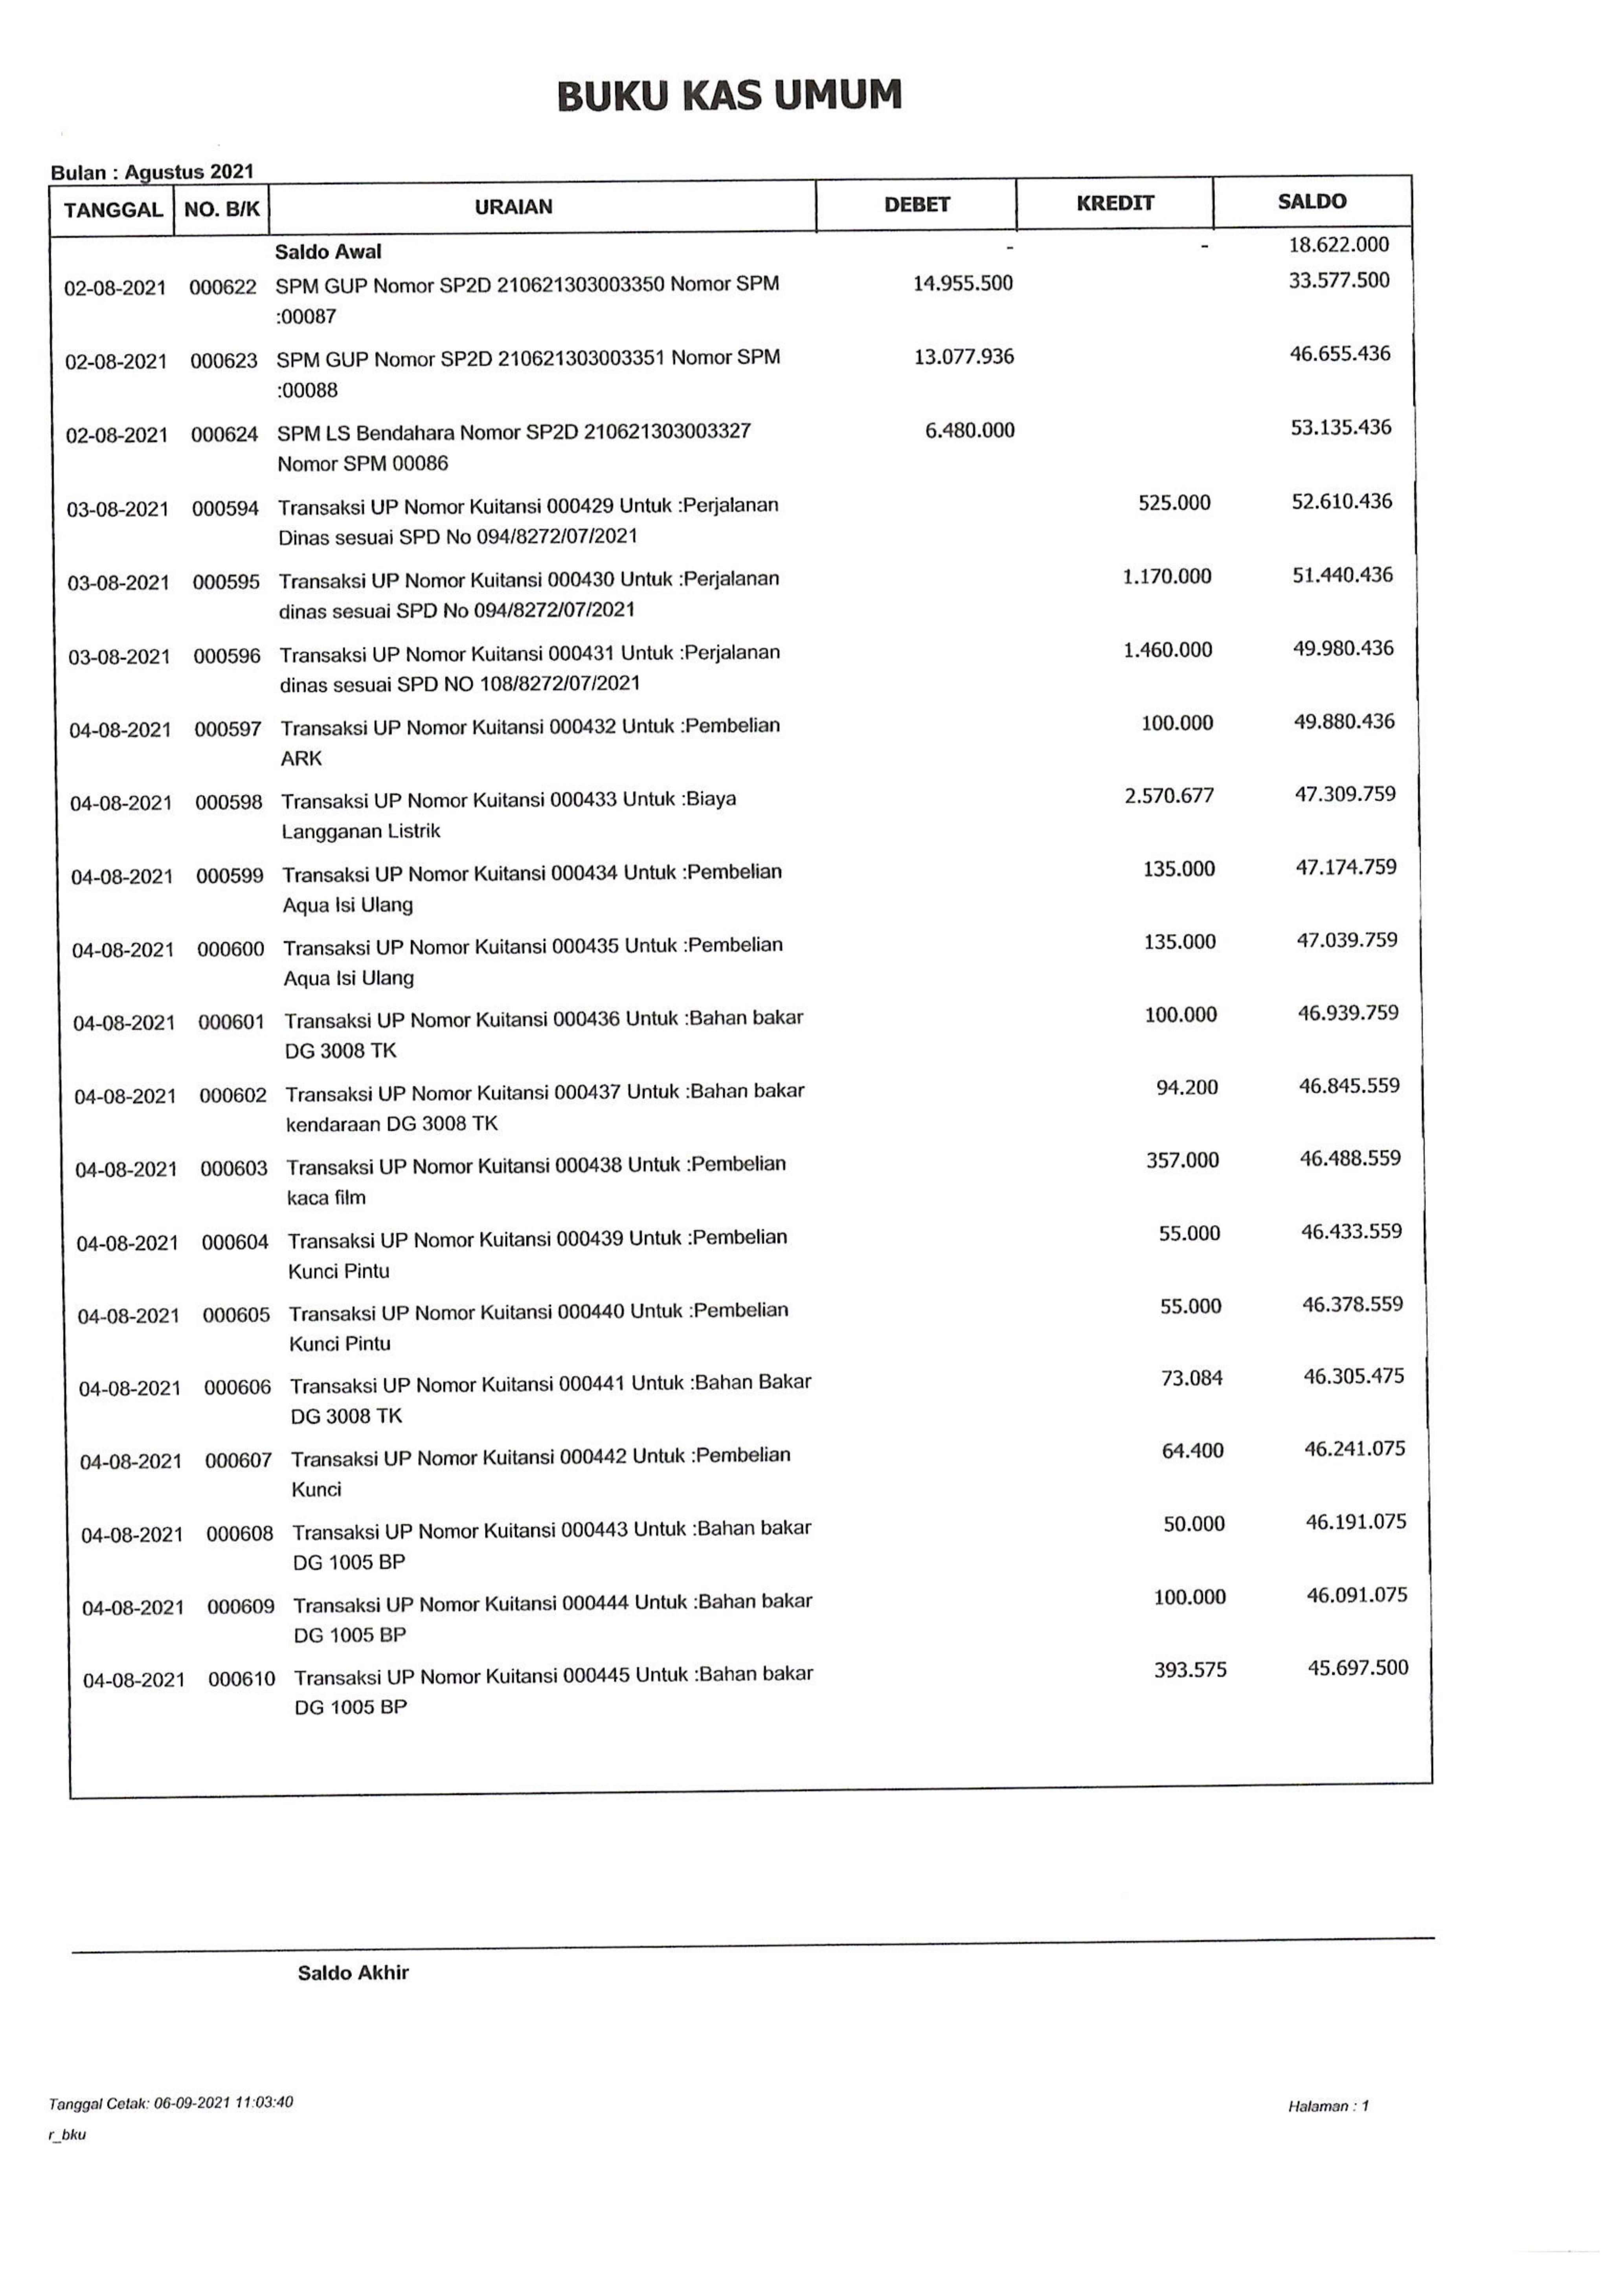 BUKU KAS UMUM
Bulan : Agustus 2021
TANGGAL NO. B/K URAIAN DEBET KREDIT SALDO
Saldo Awal - - 18.622.000
02-08-2021 000622 SPM GUP Nomor SP2D 210621303003350 Nomor SPM 14.955.500 33.577.500
:00087
02-08-2021 000623 SPM GUP Nomor SP2D 210621303003351 Nomor SPM 13.077.936 46.655.436
:00088
02-08-2021 000624 SPM LS Bendahara Nomor SP2D 210621303003327 6.480.000 53.135.436
Nomor SPM 00086
03-08-2021 000594 Transaksi UP Nomor Kuitansi 000429 Untuk :Perjalanan 525.000 52.610.436
Dinas sesuai SPD No 094/8272/07/2021
03-08-2021 000595 Transaksi UP Nomor Kuitansi 000430 Untuk :Perjalanan 1.170.000 51.440.436
dinas sesuai SPD No 094/8272/07/2021
03-08-2021 000596 Transaksi UP Nomor Kuitansi 000431 Untuk :Perjalanan 1.460.000 49.980.436
dinas sesuai SPD NO 108/8272/07/2021
04-08-2021 000597 Transaksi UP Nomor Kuitansi 000432 Untuk :Pembelian 100.000 49.880.436
ARK
04-08-2021 000598 Transaksi UP Nomor Kuitansi 000433 Untuk :Biaya 2.570.677 47.309.759
Langganan Listrik
04-08-2021 000599 Transaksi UP Nomor Kuitansi 000434 Untuk :Pembelian 135.000 47.174.759
Aqua Isi Ulang
04-08-2021 000600 Transaksi UP Nomor Kuitansi 000435 Untuk :Pembelian 135.000 47.039.759
Aqua Isi Ulang
04-08-2021 000601 Transaksi UP Nomor Kuitansi 000436 Untuk :Bahan bakar 100.000 46.939.759
DG 3008 TK
04-08-2021 000602 Transaksi UP Nomor Kuitansi 000437 Untuk :Bahan bakar 94.200 46.845.559
kendaraan DG 3008 TK
04-08-2021 000603 Transaksi UP Nomor Kuitansi 000438 Untuk :Pembelian 357.000 46.488.559
kaca film
04-08-2021 000604 Transaksi UP Nomor Kuitansi 000439 Untuk :Pembelian 55.000 46.433.559
Kunci Pintu
04-08-2021 000605 Transaksi UP Nomor Kuitansi 000440 Untuk :Pembelian 55.000 46.378.559
Kunci Pintu
04-08-2021 000606 Transaksi UP Nomor Kuitansi 000441 Untuk :Bahan Bakar 73.084 46.305.475
DG 3008 TK
04-08-2021 000607 Transaksi UP Nomor Kuitansi 000442 Untuk :Pembelian 64.400 46.241.075
Kunci
04-08-2021 000608 Transaksi UP Nomor Kuitansi 000443 Untuk :Bahan bakar 50.000 46.191.075
DG 1005 BP
04-08-2021 000609 Transaksi UP Nomor Kuitansi 000444 Untuk :Bahan bakar 100.000 46.091.075
DG 1005 BP
04-08-2021 000610 Transaksi UP Nomor Kuitansi 000445 Untuk :Bahan bakar 393.575 45.697.500
DG 1005 BP
Saldo Akhir
Tanggal Cetak: 06-09-2021 11:03:40 Halaman : 1
r_bku